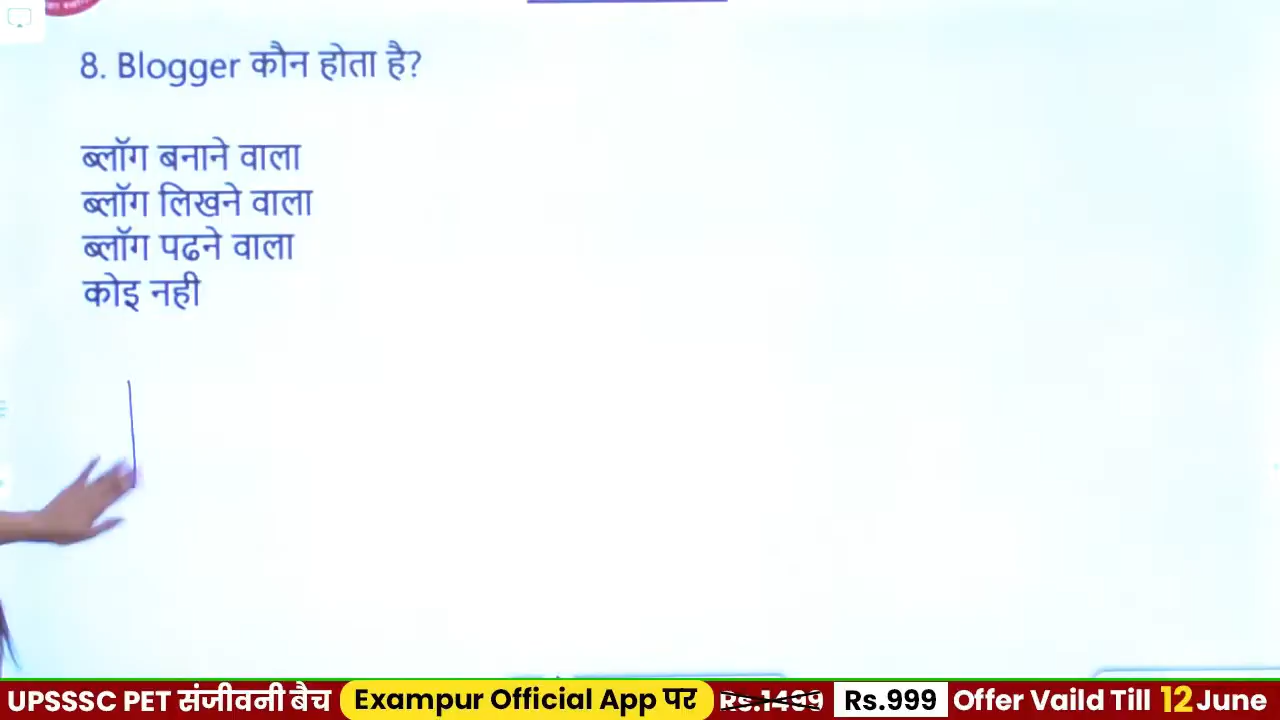 8. Blogger कौन होता है?
ब्लॉग बनाने वाला
ब्लॉग लिखने वाला
ब्लॉग पढने वाला
कोइ नही
UPSSSC PET संजीवनी बैच Exampur Official App पर Rs.1499 Rs.999 Offer Vaild Till 12 June